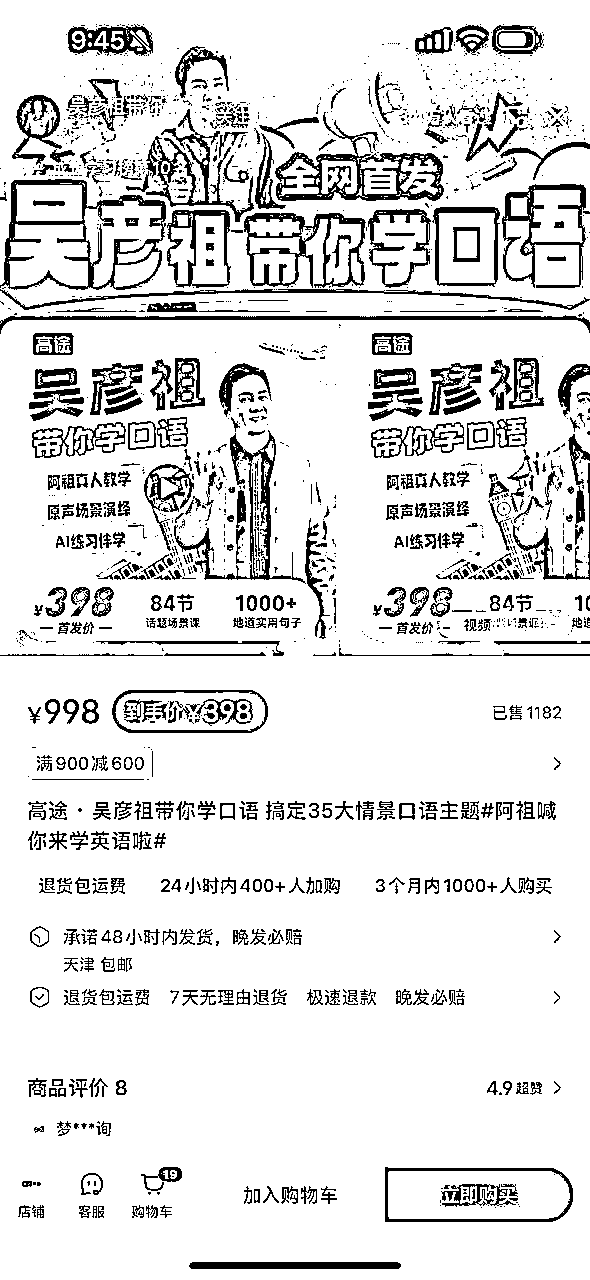 9:45
吴彦祖带你
关注
全网首发
吴彦祖 带你学口语
高途
吴彦祖
带你学口语
阿祖真人教学
原声场景演绎
AI练习伴学
¥398
首发价
84节
话题场景课
1000+
地道实用句子
高途
吴彦祖
带你学口语
阿祖真人教学
原声场景演绎
AI练习伴学
¥398
首发价
84节
视频
¥998 到手价¥398
已售1182
满900减600
高途·吴彦祖带你学口语 搞定35大情景口语主题#阿祖喊
你来学英语啦#
退货包运费 24小时内400+人加购 3个月内1000+人购买
承诺48小时内发货，晚发必赔
天津 包邮
退货包运费 7天无理由退货 极速退款 晚发必赔
商品评价 8
4.9超赞
梦***询
19
店铺 客服 购物车
加入购物车
立即购买